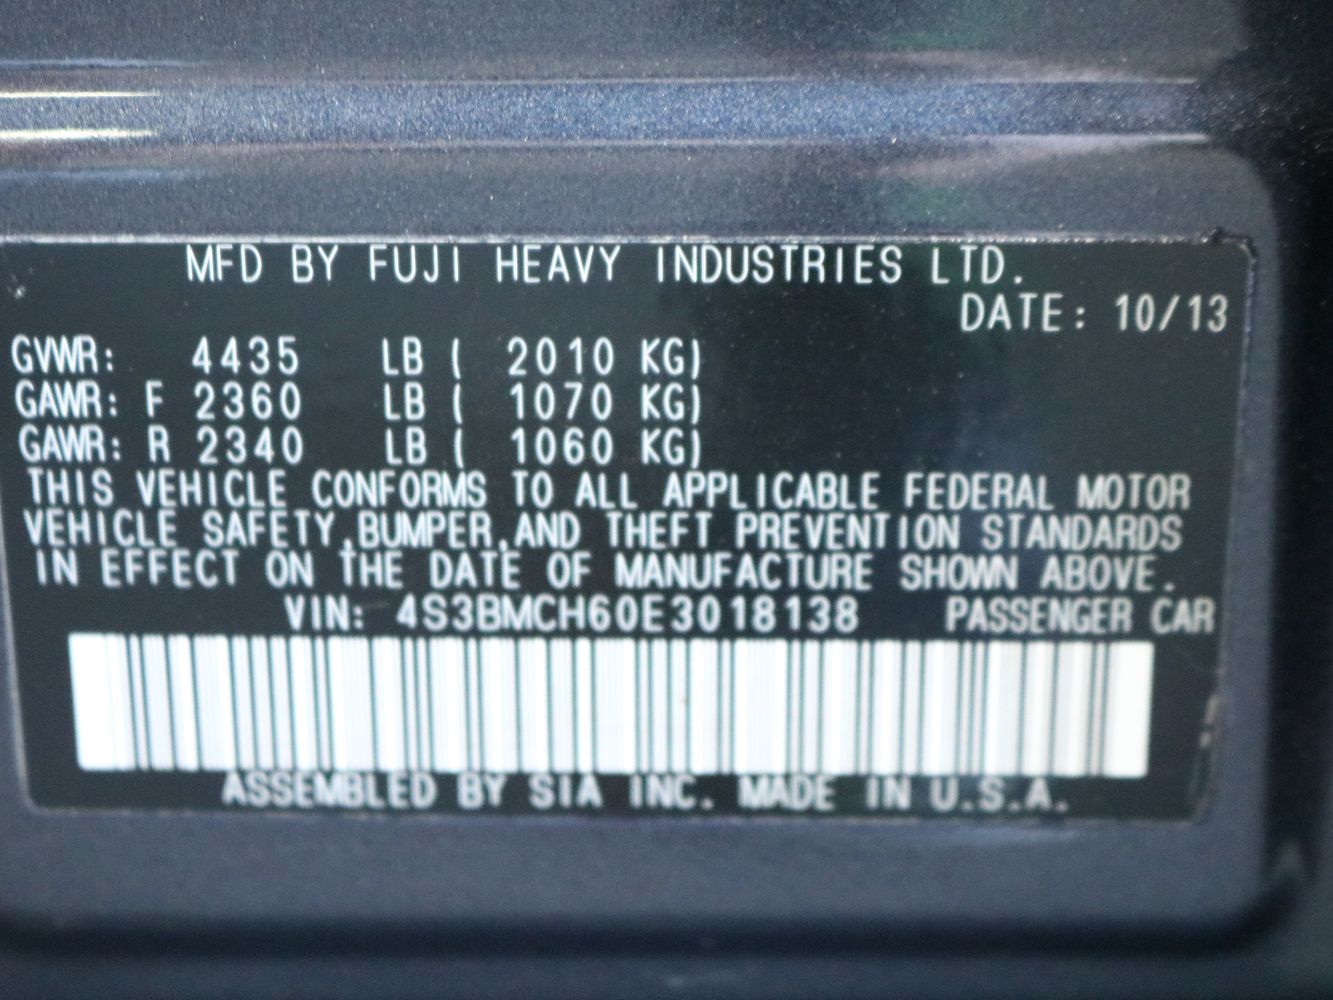 MFD BY FUJI HEAVY INDUSTRIES LTD.
DATE: 10/13
GVWR: 4435 LB ( 2010 KG)
GAWR: F 2360 LB ( 1070 KG)
GAWR: R 2340 LB ( 1060 KG)
THIS VEHICLE CONFORMS TO ALL APPLICABLE FEDERAL MOTOR
VEHICLE SAFETY,BUMPER,AND THEFT PREVENTION STANDARDS
IN EFFECT ON THE DATE OF MANUFACTURE SHOWN ABOVE.
VIN: 4S3BMCH60E3018138 PASSENGER CAR
ASSEMBLED BY SIA INC. MADE IN U.S.A.